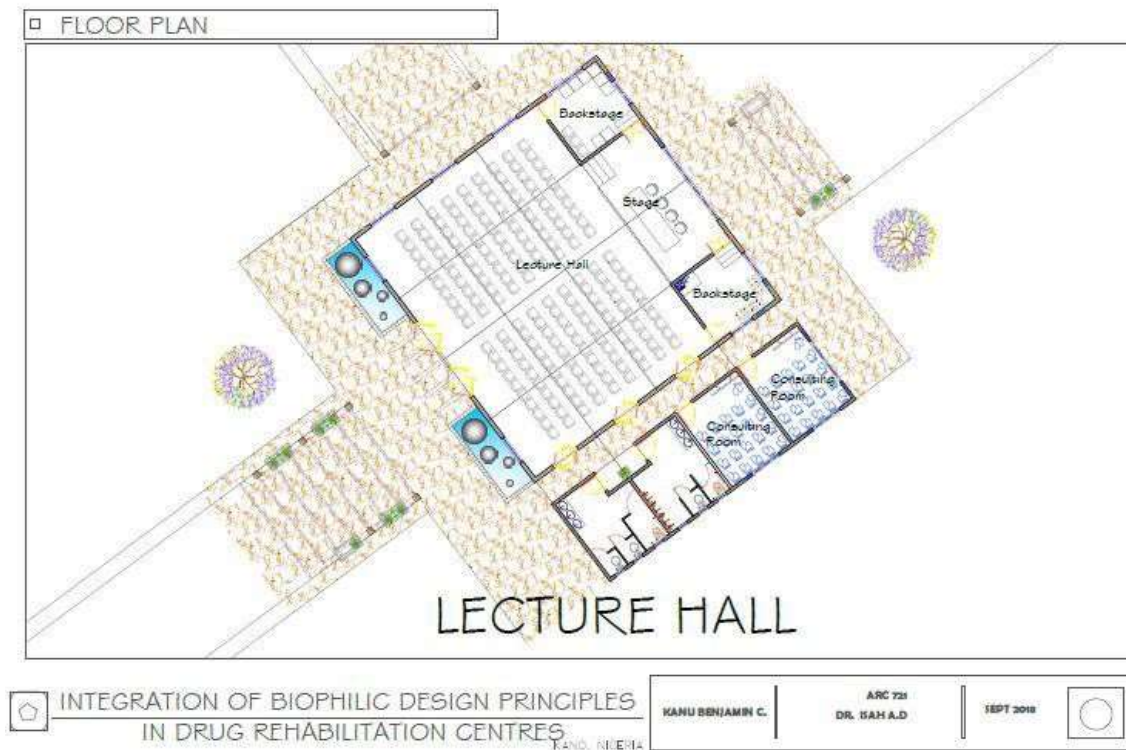 FLOOR PLAN
Backstage
Stage
Lecture Hall
Backstage
Consulting
Room
Consulting
Room
LECTURE HALL
INTEGRATION OF BIOPHILIC DESIGN PRINCIPLES
IN DRUG REHABILITATION CENTRES
KANO, NIGERIA
KANU BENJAMIN C.
ARC 721
DR. ISAH A.D
SEPT 2018